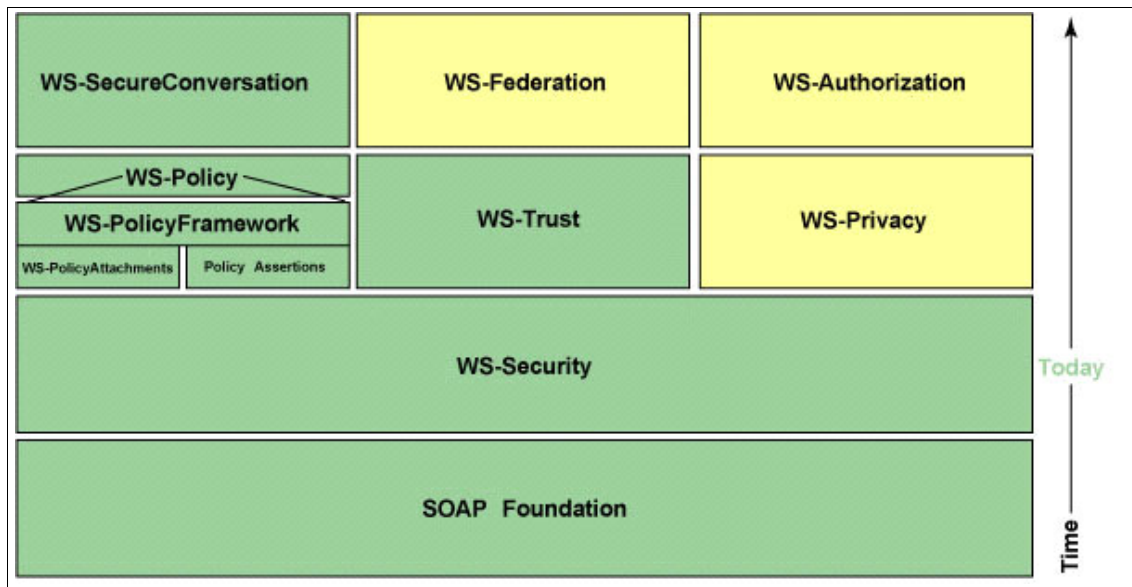 WS-SecureConversation
WS-Federation
WS-Authorization
WS-Policy
WS-PolicyFramework
WS-PolicyAttachments
Policy Assertions
WS-Trust
WS-Privacy
WS-Security
Today
SOAP Foundation
Time